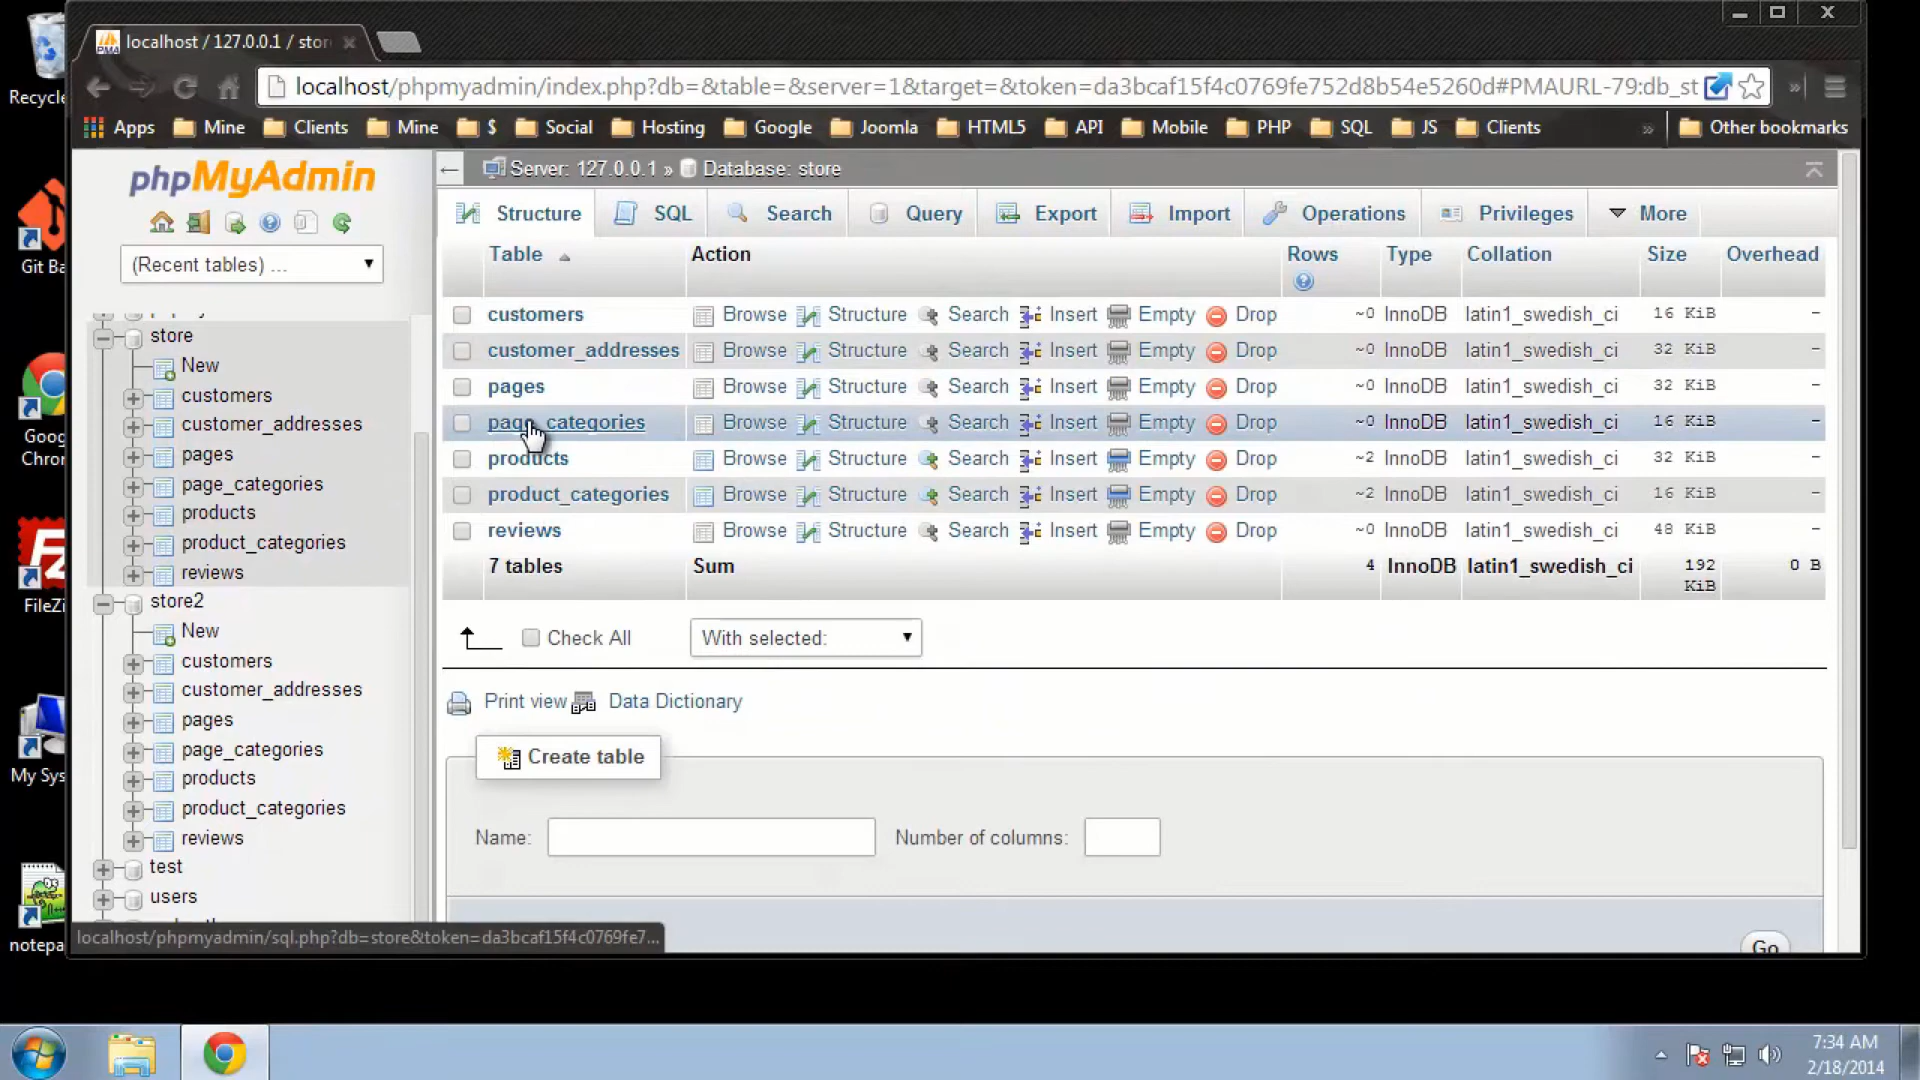 localhost / 127.0.0.1 / stor
localhost/phpmyadmin/index.php?db=&table=&server=1&target=&token=da3bcaf15f4c0769fe752d8b54e5260d#PMAURL-79:db_st
Apps Mine Clients Mine $ Social Hosting Google Joomla HTML5 API Mobile PHP SQL JS Clients » Other bookmarks
Recycle
Git Ba
Goog
Chron
FileZi
My Sys
notepa
phpMyAdmin
(Recent tables) ...
store
New
customers
customer_addresses
pages
page_categories
products
product_categories
reviews
store2
New
customers
customer_addresses
pages
page_categories
products
product_categories
reviews
test
users
localhost/phpmyadmin/sql.php?db=store&token=da3bcaf15f4c0769fe7...
Server: 127.0.0.1 » Database: store
Structure SQL Search Query Export Import Operations Privileges More
Table Action Rows Type Collation Size Overhead
customers Browse Structure Search Insert Empty Drop ~0 InnoDB latin1_swedish_ci 16 KiB -
customer_addresses Browse Structure Search Insert Empty Drop ~0 InnoDB latin1_swedish_ci 32 KiB -
pages Browse Structure Search Insert Empty Drop ~0 InnoDB latin1_swedish_ci 32 KiB -
page_categories Browse Structure Search Insert Empty Drop ~0 InnoDB latin1_swedish_ci 16 KiB -
products Browse Structure Search Insert Empty Drop ~2 InnoDB latin1_swedish_ci 32 KiB -
product_categories Browse Structure Search Insert Empty Drop ~2 InnoDB latin1_swedish_ci 16 KiB -
reviews Browse Structure Search Insert Empty Drop ~0 InnoDB latin1_swedish_ci 48 KiB -
7 tables Sum 4 InnoDB latin1_swedish_ci 192 KiB 0 B
Check All With selected:
Print view Data Dictionary
Create table
Name: Number of columns:
Go
7:34 AM
2/18/2014